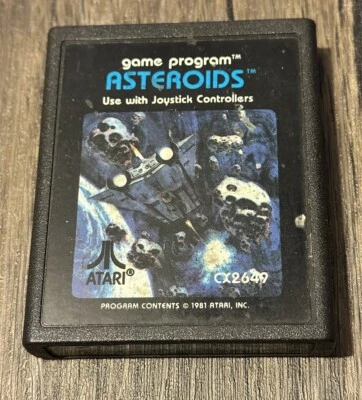 game program™
ASTEROIDS™
Use with Joystick Controllers
ATARI®
CX2649
PROGRAM CONTENTS © 1981 ATARI, INC.